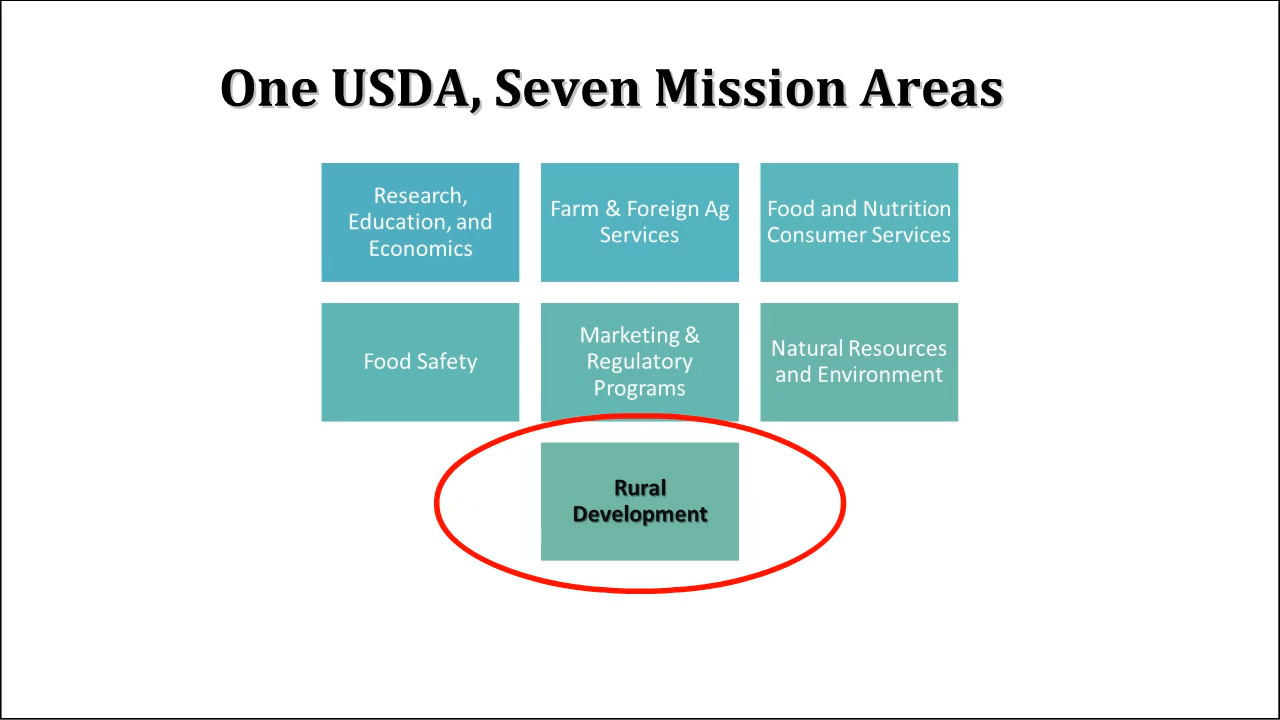 One USDA, Seven Mission Areas
Research,
Education, and
Economics
Farm & Foreign Ag
Services
Food and Nutrition
Consumer Services
Food Safety
Marketing &
Regulatory
Programs
Natural Resources
and Environment
Rural
Development